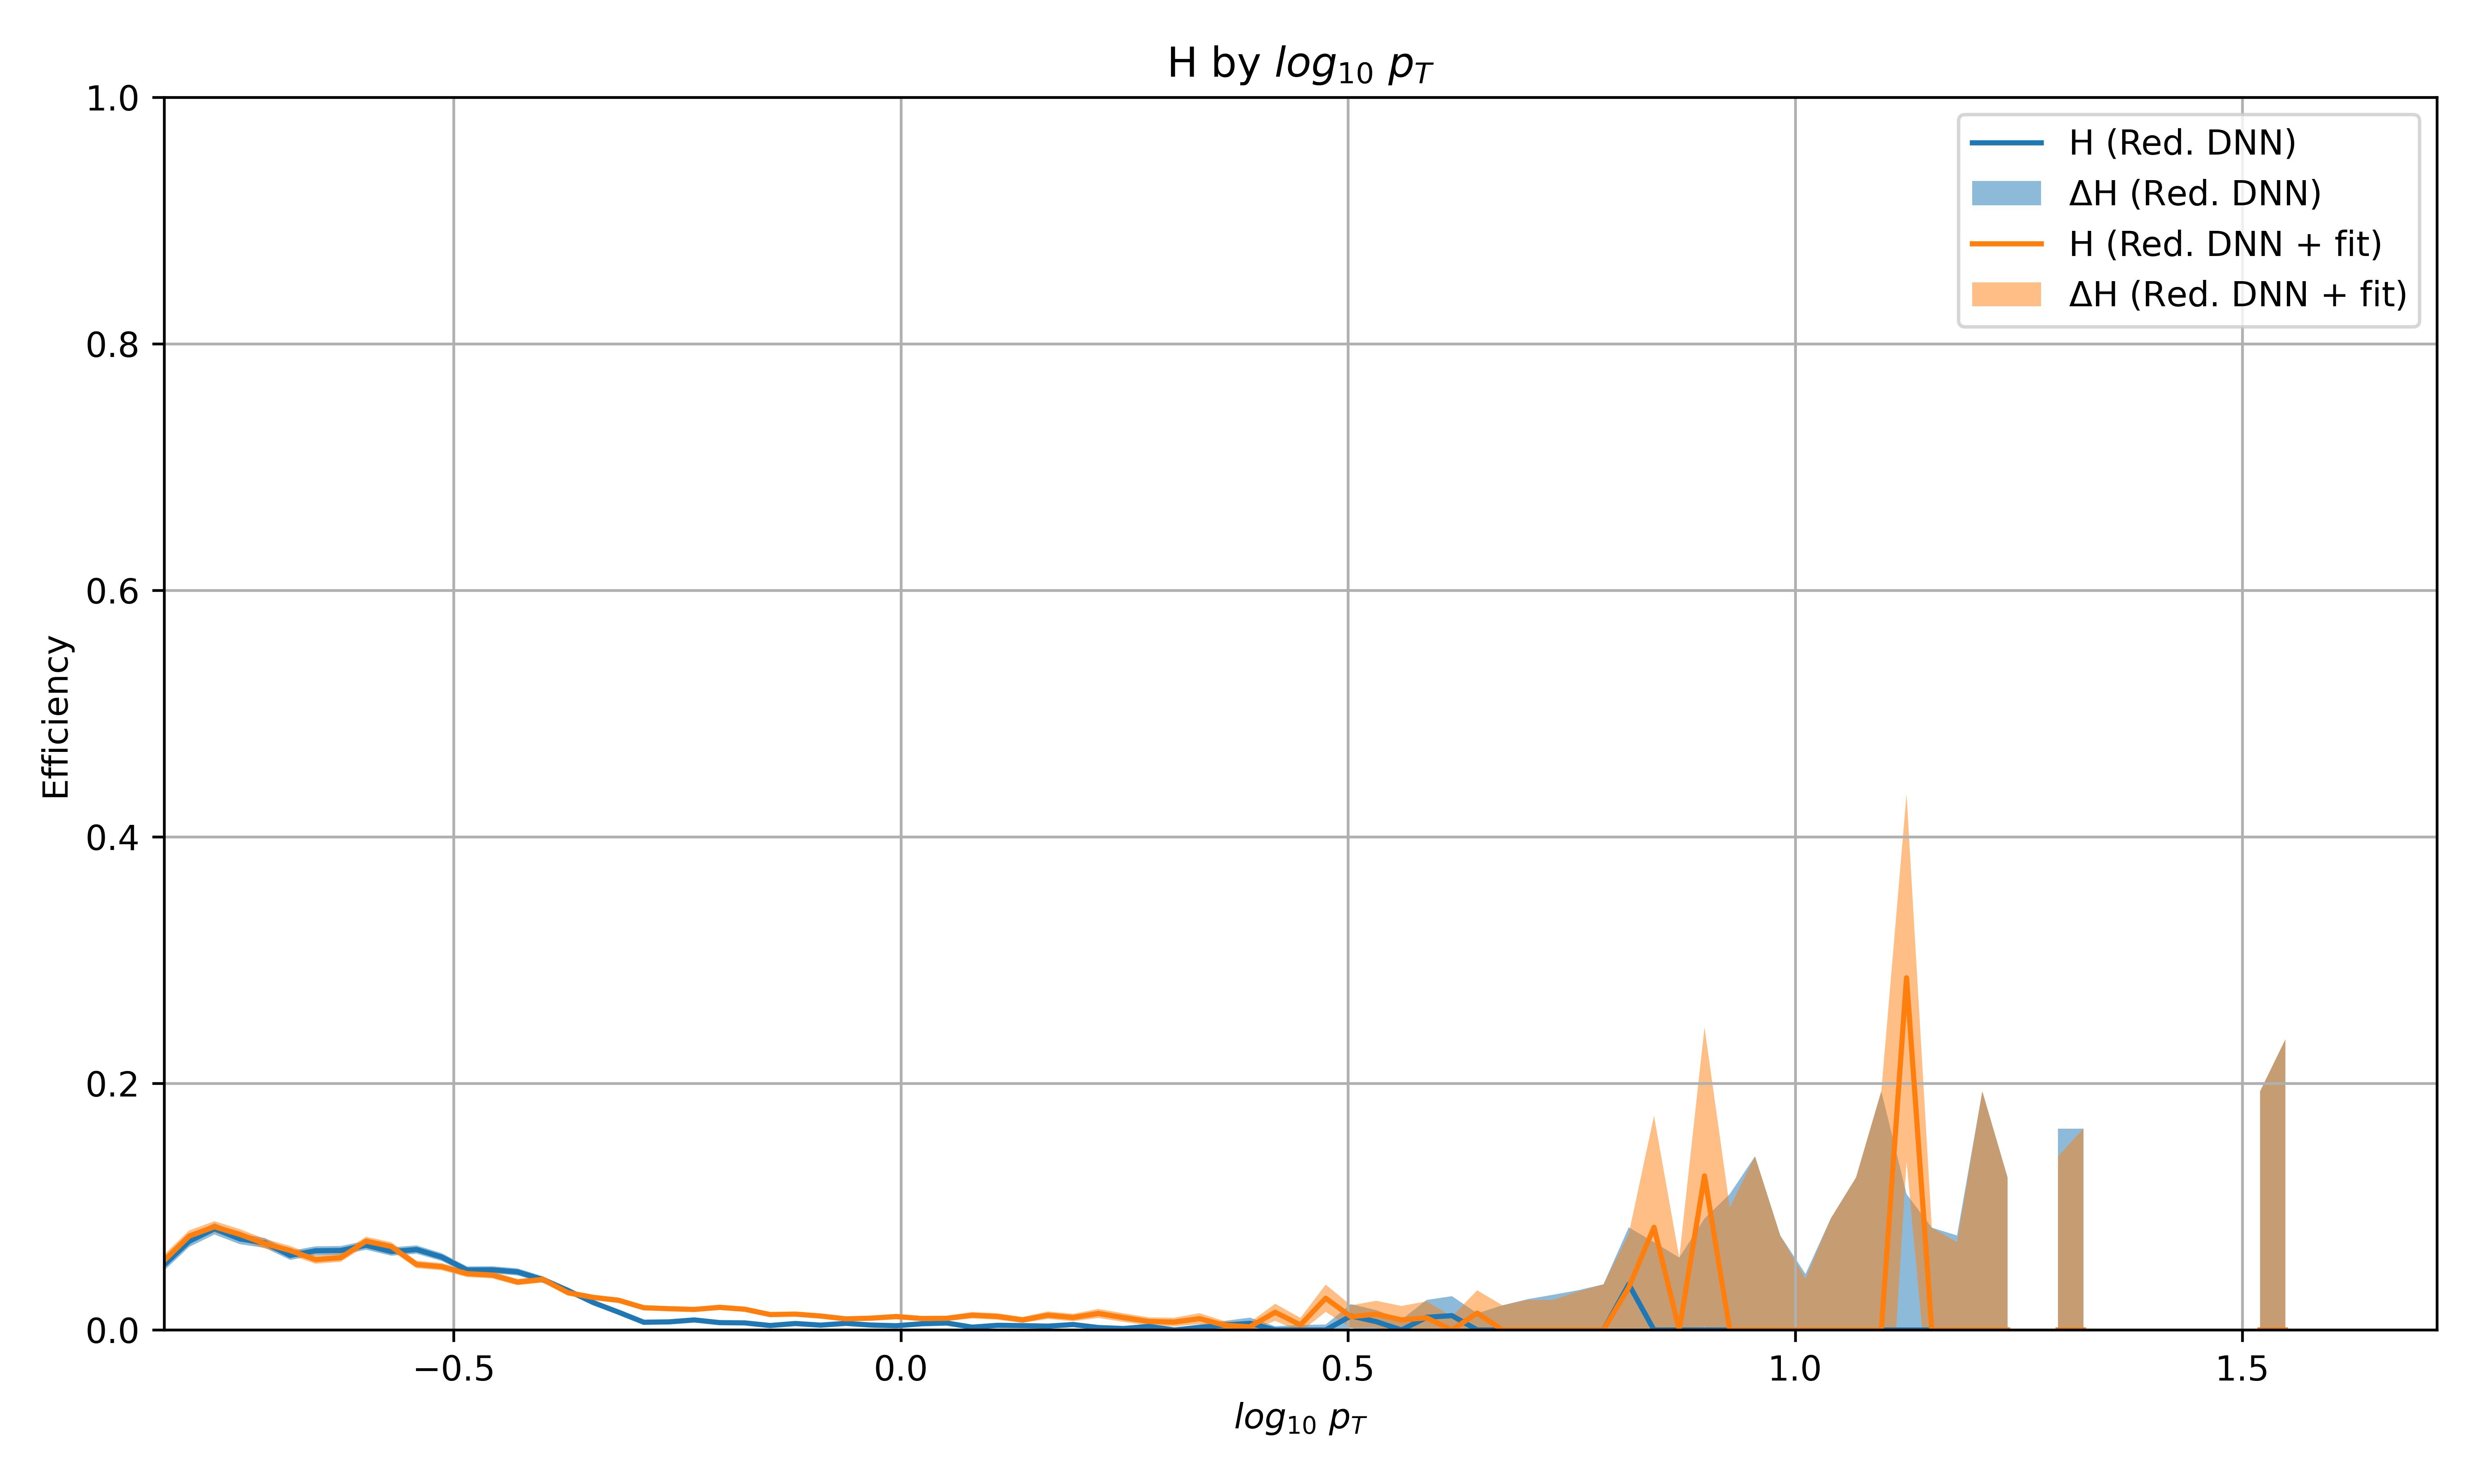 H by log₁₀ p_T
1.0
0.8
0.6
0.4
0.2
0.0
Efficiency
H (Red. DNN)
ΔH (Red. DNN)
H (Red. DNN + fit)
ΔH (Red. DNN + fit)
−0.5 0.0 0.5 1.0 1.5
log₁₀ p_T